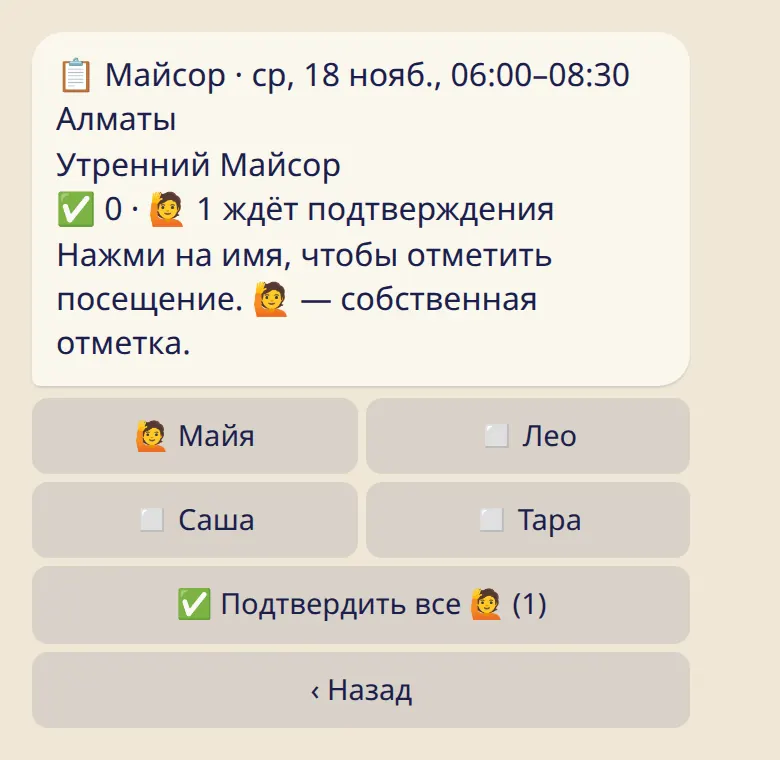 📋 Майсор · ср, 18 нояб., 06:00–08:30
Алматы
Утренний Майсор
✅ 0 · 🙋 1 ждёт подтверждения
Нажми на имя, чтобы отметить
посещение. 🙋 — собственная
отметка.
🙋 Майя
⬜ Лео
⬜ Саша
⬜ Тара
✅ Подтвердить все 🙋 (1)
‹ Назад